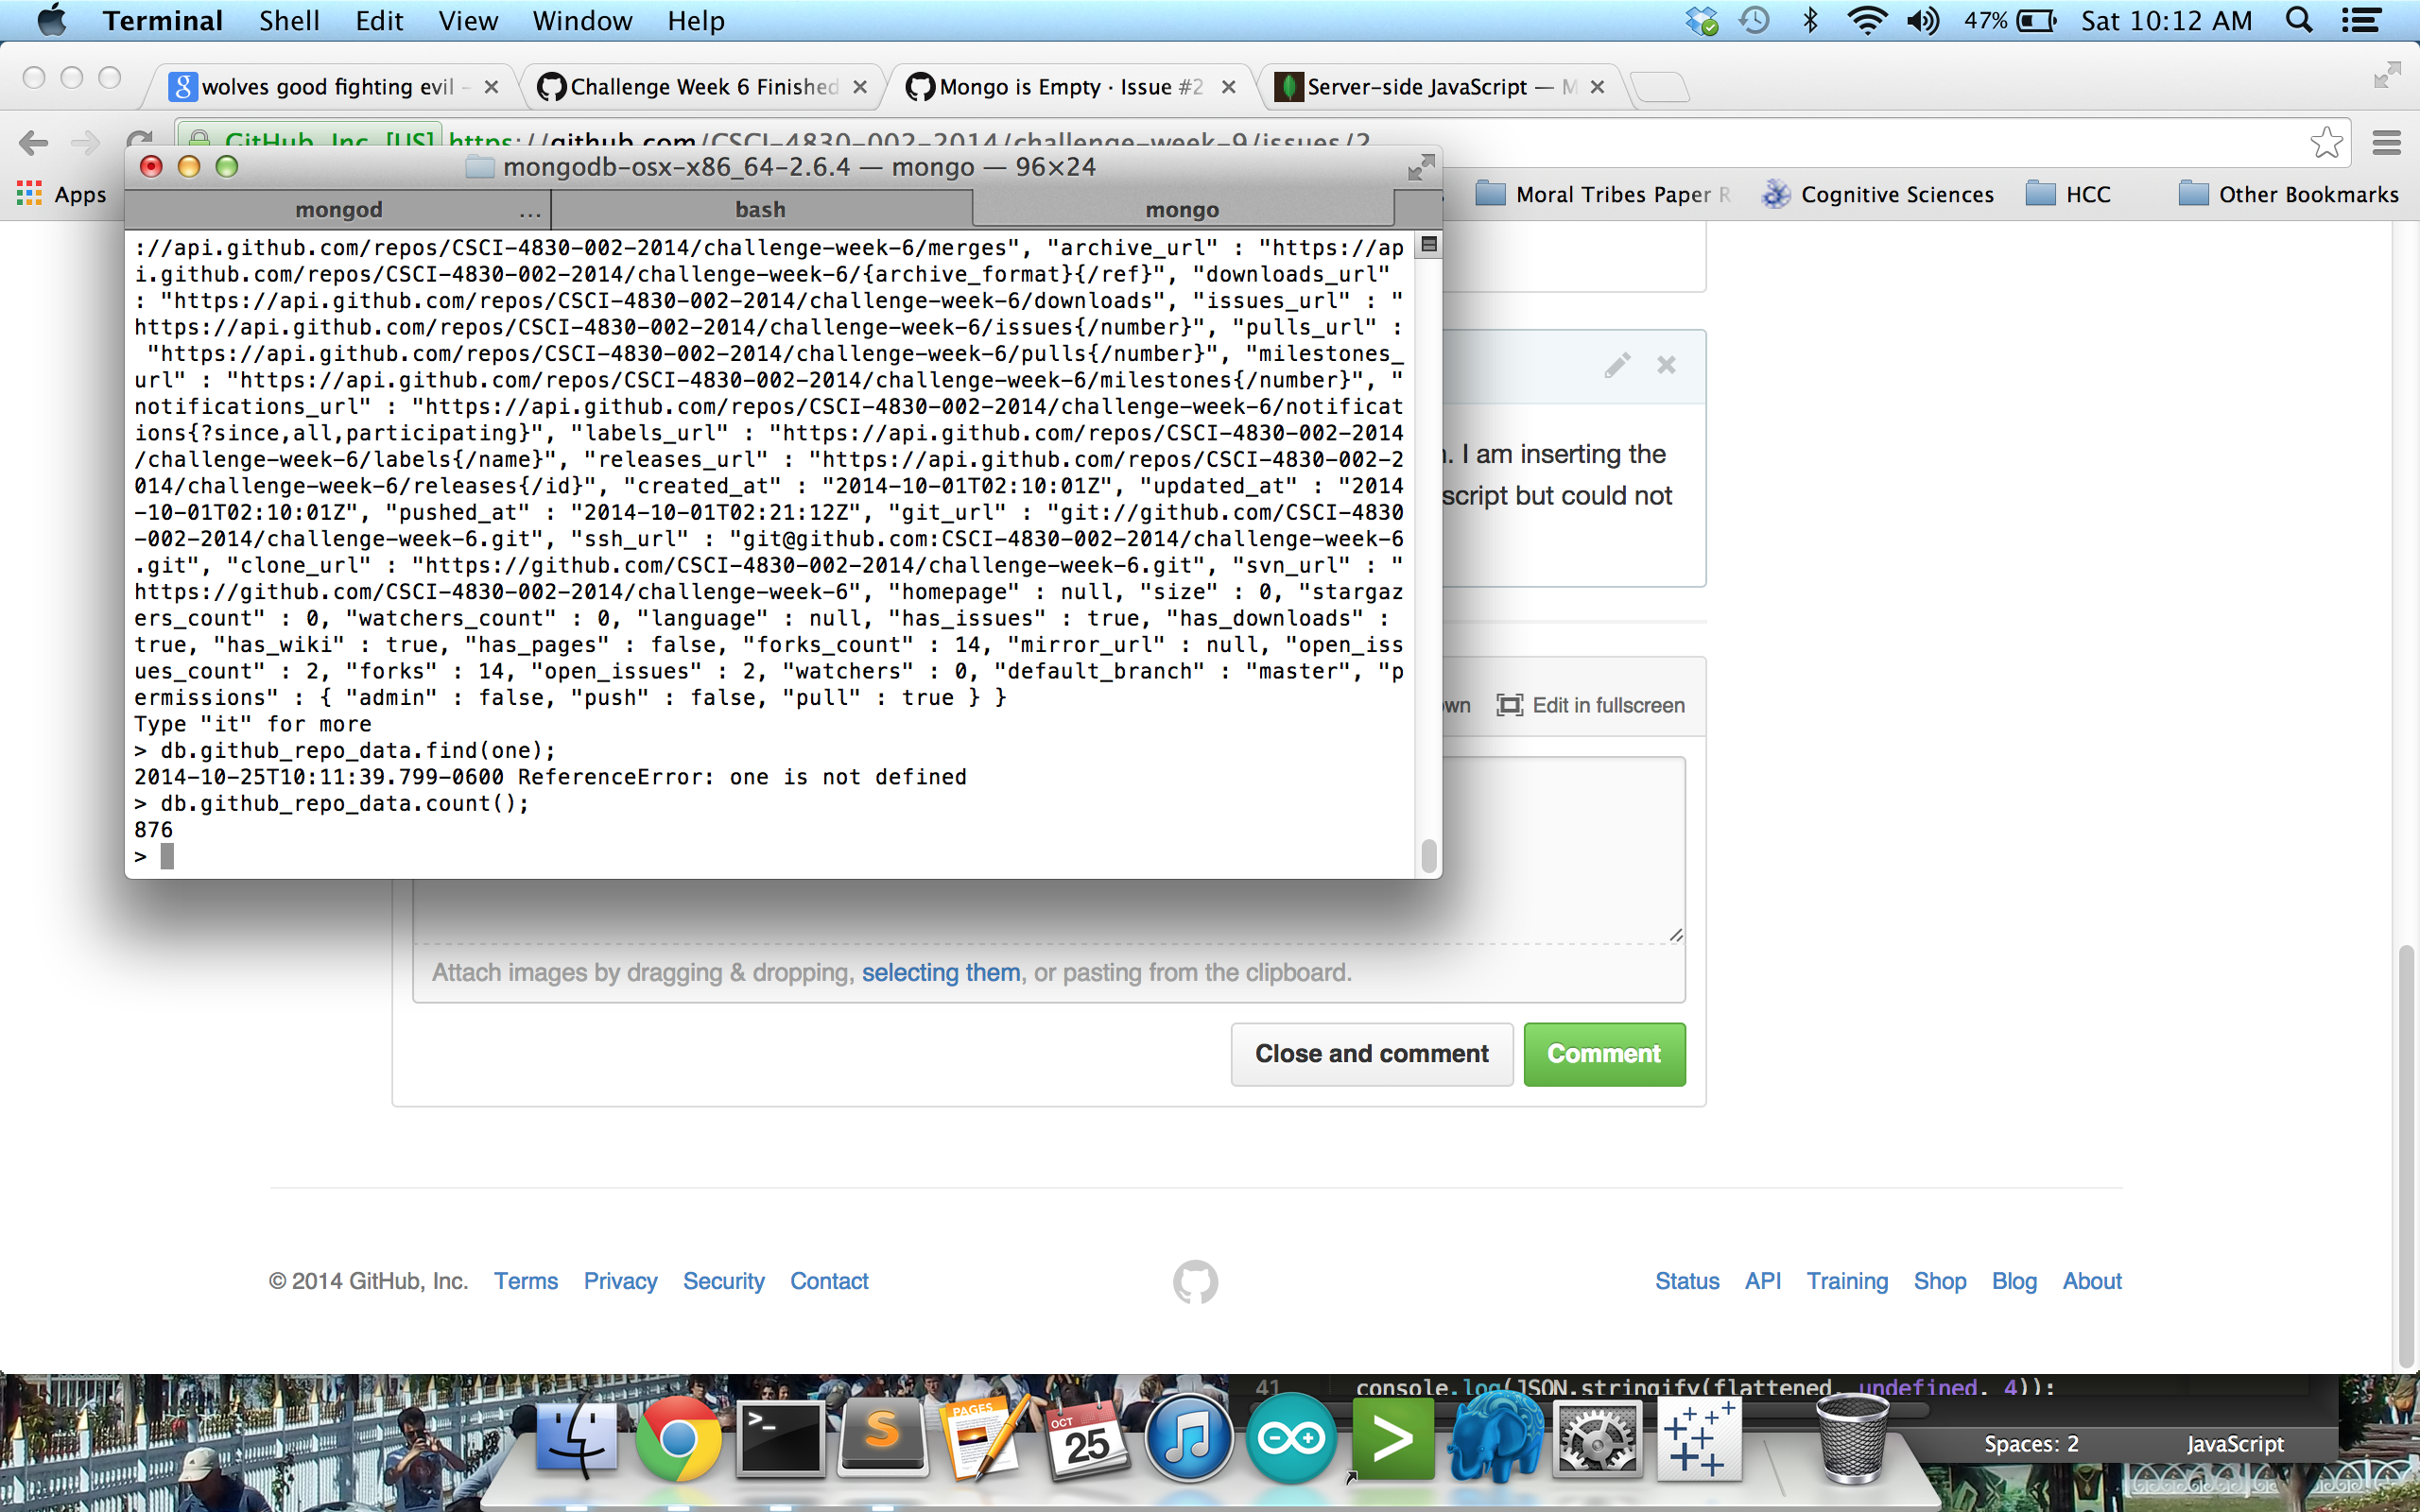 Terminal Shell Edit View Window Help 47% Sat 10:12 AM
wolves good fighting evil - Challenge Week 6 Finished Mongo is Empty · Issue #2 Server-side JavaScript — M
GitHub, Inc. [US] https://github.com/CSCI-4830-002-2014/challenge-week-9/issues/2
Apps Moral Tribes Paper R Cognitive Sciences HCC Other Bookmarks
mongodb-osx-x86_64-2.6.4 — mongo — 96×24
mongod ... bash mongo
://api.github.com/repos/CSCI-4830-002-2014/challenge-week-6/merges", "archive_url" : "https://ap
i.github.com/repos/CSCI-4830-002-2014/challenge-week-6/{archive_format}{/ref}", "downloads_url"
: "https://api.github.com/repos/CSCI-4830-002-2014/challenge-week-6/downloads", "issues_url" : "
https://api.github.com/repos/CSCI-4830-002-2014/challenge-week-6/issues{/number}", "pulls_url" :
"https://api.github.com/repos/CSCI-4830-002-2014/challenge-week-6/pulls{/number}", "milestones_
url" : "https://api.github.com/repos/CSCI-4830-002-2014/challenge-week-6/milestones{/number}", "
notifications_url" : "https://api.github.com/repos/CSCI-4830-002-2014/challenge-week-6/notificat
ions{?since,all,participating}", "labels_url" : "https://api.github.com/repos/CSCI-4830-002-2014
/challenge-week-6/labels{/name}", "releases_url" : "https://api.github.com/repos/CSCI-4830-002-2
014/challenge-week-6/releases{/id}", "created_at" : "2014-10-01T02:10:01Z", "updated_at" : "2014
-10-01T02:10:01Z", "pushed_at" : "2014-10-01T02:21:12Z", "git_url" : "git://github.com/CSCI-4830
-002-2014/challenge-week-6.git", "ssh_url" : "git@github.com:CSCI-4830-002-2014/challenge-week-6
.git", "clone_url" : "https://github.com/CSCI-4830-002-2014/challenge-week-6.git", "svn_url" : "
https://github.com/CSCI-4830-002-2014/challenge-week-6", "homepage" : null, "size" : 0, "stargaz
ers_count" : 0, "watchers_count" : 0, "language" : null, "has_issues" : true, "has_downloads" :
true, "has_wiki" : true, "has_pages" : false, "forks_count" : 14, "mirror_url" : null, "open_iss
ues_count" : 2, "forks" : 14, "open_issues" : 2, "watchers" : 0, "default_branch" : "master", "p
ermissions" : { "admin" : false, "push" : false, "pull" : true } }
Type "it" for more
> db.github_repo_data.find(one);
2014-10-25T10:11:39.799-0600 ReferenceError: one is not defined
> db.github_repo_data.count();
876
>
. I am inserting the
script but could not
wn Edit in fullscreen
Attach images by dragging & dropping, selecting them, or pasting from the clipboard.
Close and comment Comment
© 2014 GitHub, Inc. Terms Privacy Security Contact Status API Training Shop Blog About
41 console.log(JSON.stringify(flattened, undefined, 4));
PAGES
OCT
25
Spaces: 2 JavaScript